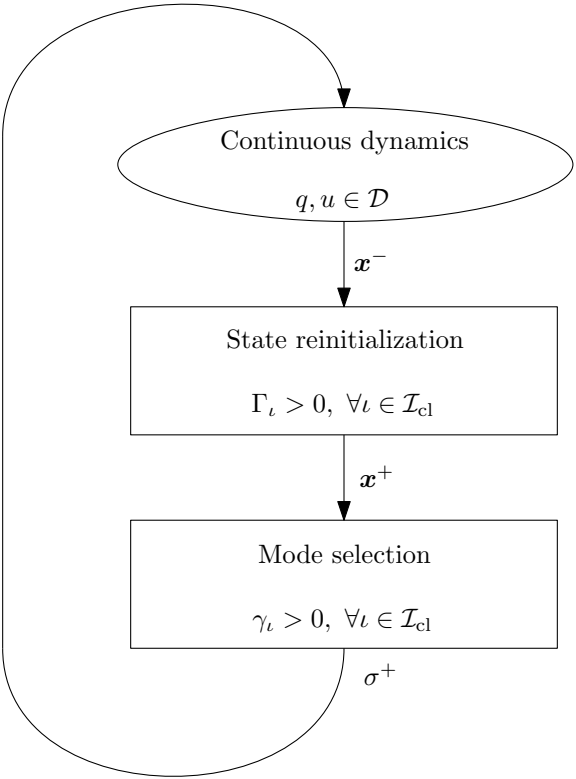 Continuous dynamics
q, u ∈ 𝒟
𝒙⁻
State reinitialization
Γ_ι > 0, ∀ι ∈ ℐ_cl
𝒙⁺
Mode selection
γ_ι > 0, ∀ι ∈ ℐ_cl
σ⁺